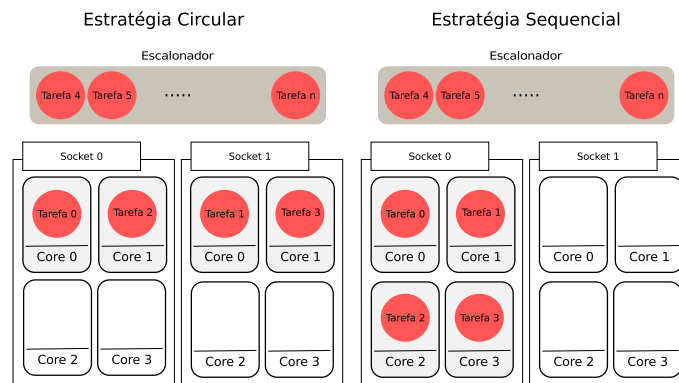 Estratégia Circular
Escalonador
Tarefa 4 Tarefa 5 ..... Tarefa n
Socket 0 Socket 1
Tarefa 0 Tarefa 2 Tarefa 1 Tarefa 3
Core 0 Core 1 Core 0 Core 1
Core 2 Core 3 Core 2 Core 3
Estratégia Sequencial
Escalonador
Tarefa 4 Tarefa 5 ..... Tarefa n
Socket 0 Socket 1
Tarefa 0 Tarefa 1
Core 0 Core 1 Core 0 Core 1
Tarefa 2 Tarefa 3
Core 2 Core 3 Core 2 Core 3